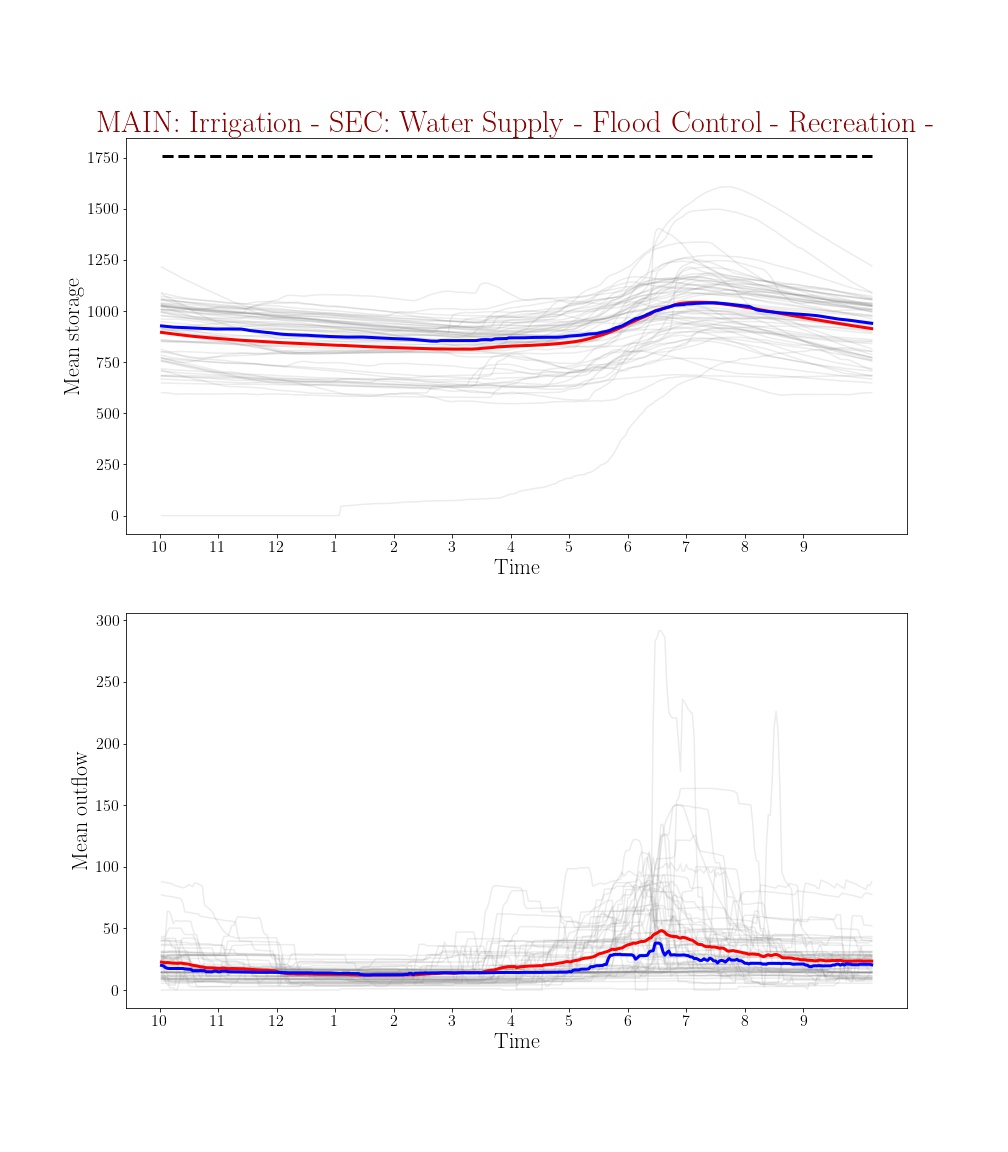 MAIN: Irrigation - SEC: Water Supply - Flood Control - Recreation -
1750
1500
1250
1000
750
500
250
0
Mean storage
10 11 12 1 2 3 4 5 6 7 8 9
Time
300
250
200
150
100
50
0
Mean outflow
10 11 12 1 2 3 4 5 6 7 8 9
Time